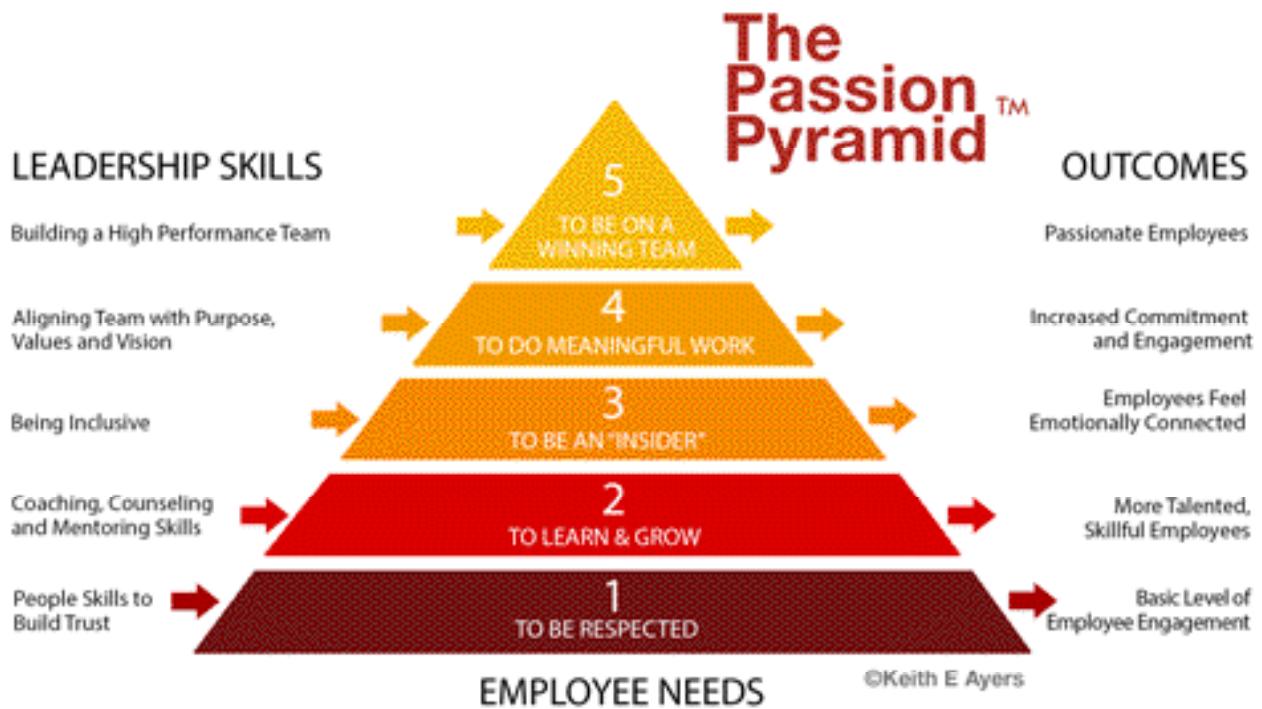 The
Passion
Pyramid ™
LEADERSHIP SKILLS
OUTCOMES
Building a High Performance Team
5
TO BE ON A
WINNING TEAM
Passionate Employees
Aligning Team with Purpose,
Values and Vision
4
TO DO MEANINGFUL WORK
Increased Commitment
and Engagement
Being Inclusive
3
TO BE AN "INSIDER"
Employees Feel
Emotionally Connected
Coaching, Counseling
and Mentoring Skills
2
TO LEARN & GROW
More Talented,
Skillful Employees
People Skills to
Build Trust
1
TO BE RESPECTED
Basic Level of
Employee Engagement
EMPLOYEE NEEDS
©Keith E Ayers